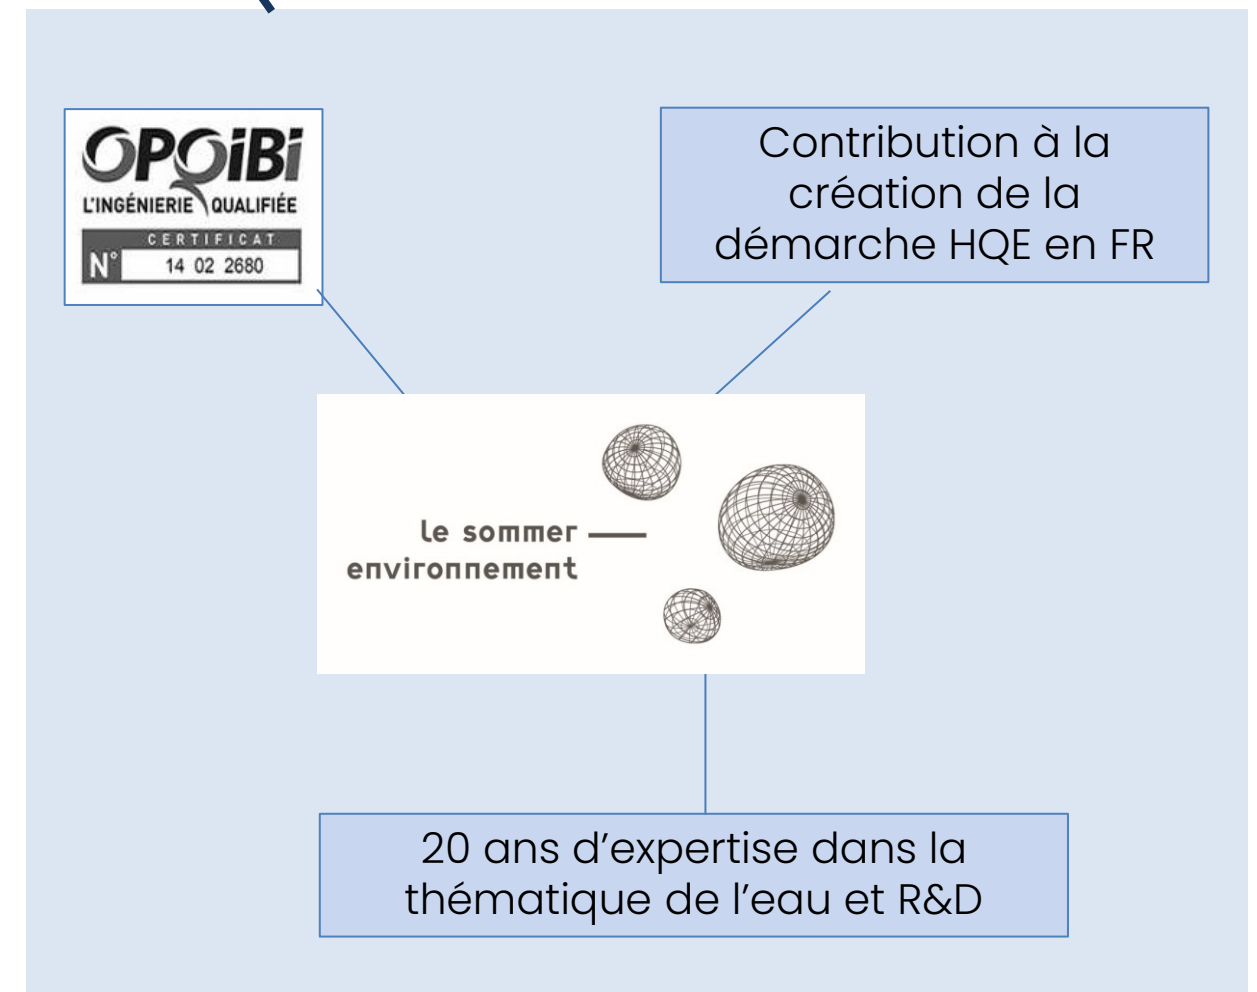 OPQiBi
L'INGÉNIERIE QUALIFIÉE
CERTIFICAT
N° 14 02 2680
Contribution à la
création de la
démarche HQE en FR
le sommer
environnement
20 ans d’expertise dans la
thématique de l’eau et R&D